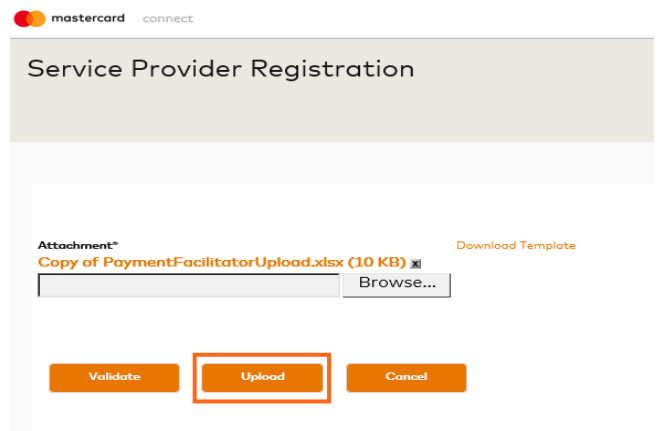 mastercard connect
Service Provider Registration
Attachment* Download Template
Copy of PaymentFacilitatorUpload.xlsx (10 KB) x
Browse...
Validate Upload Cancel